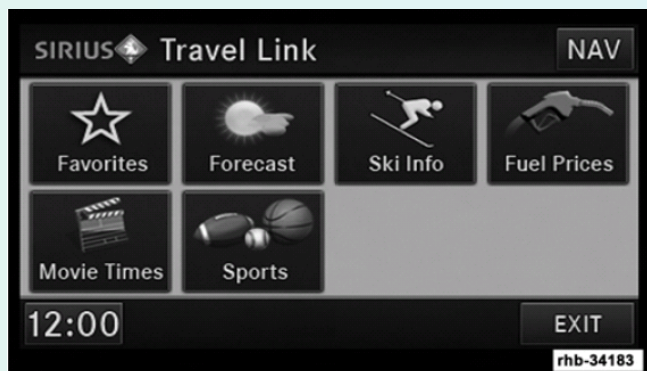 SIRIUS Travel Link NAV
Favorites Forecast Ski Info Fuel Prices
Movie Times Sports
12:00 EXIT
rhb-34183